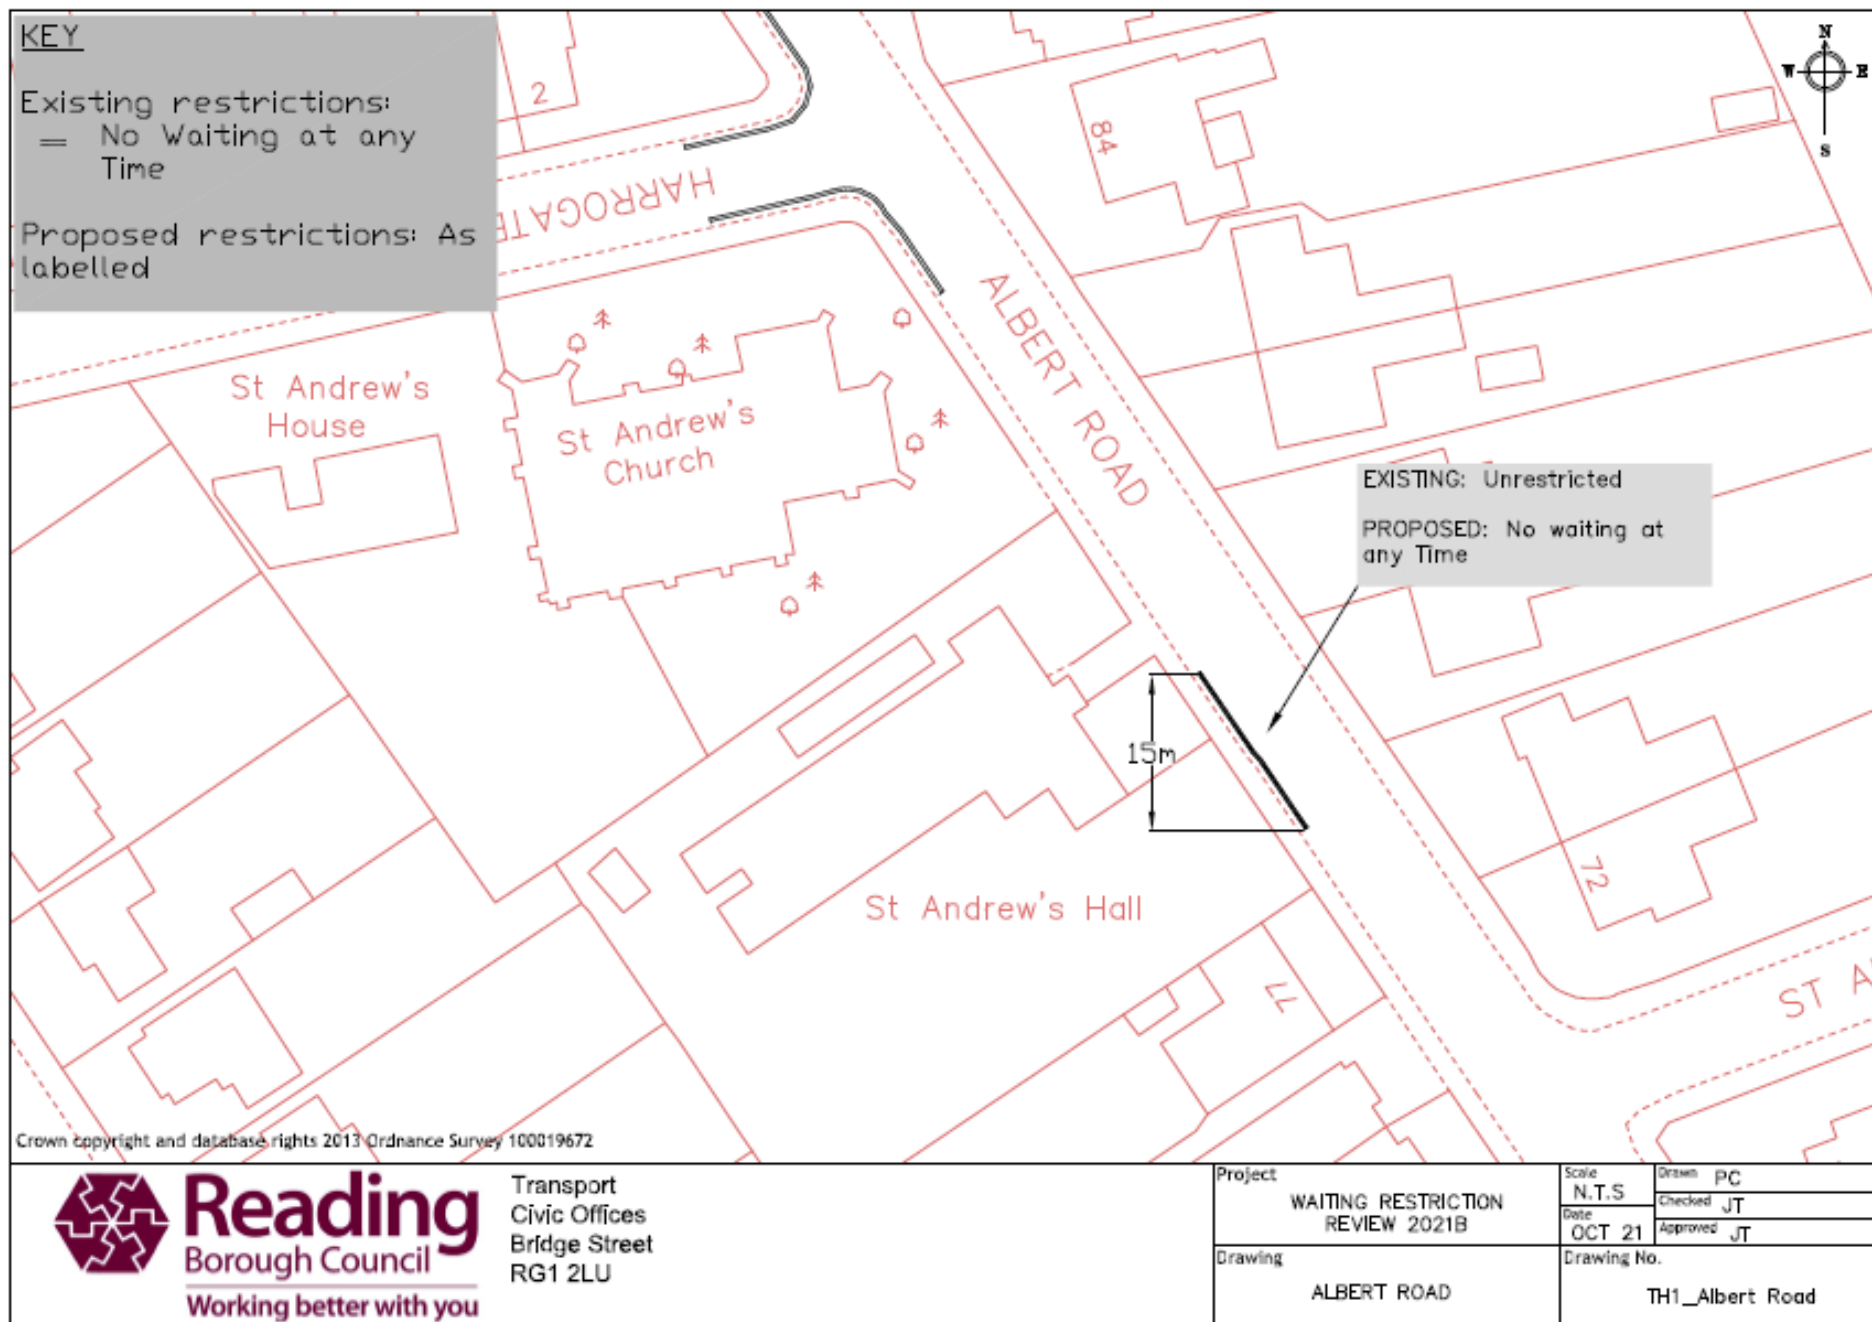 KEY
Existing restrictions:
= No Waiting at any
Time
Proposed restrictions: As
labelled
N
W E
S
2
HARROGATE
84
ALBERT ROAD
St Andrew's
House
St Andrew's
Church
EXISTING: Unrestricted
PROPOSED: No waiting at
any Time
15m
72
St Andrew's Hall
77
ST A
Crown copyright and database rights 2013 Ordnance Survey 100019672
Reading
Borough Council
Working better with you
Transport
Civic Offices
Bridge Street
RG1 2LU
Project
WAITING RESTRICTION
REVIEW 2021B
Scale
N.T.S
Date
OCT 21
Drawn PC
Checked JT
Approved JT
Drawing
ALBERT ROAD
Drawing No.
TH1_Albert Road